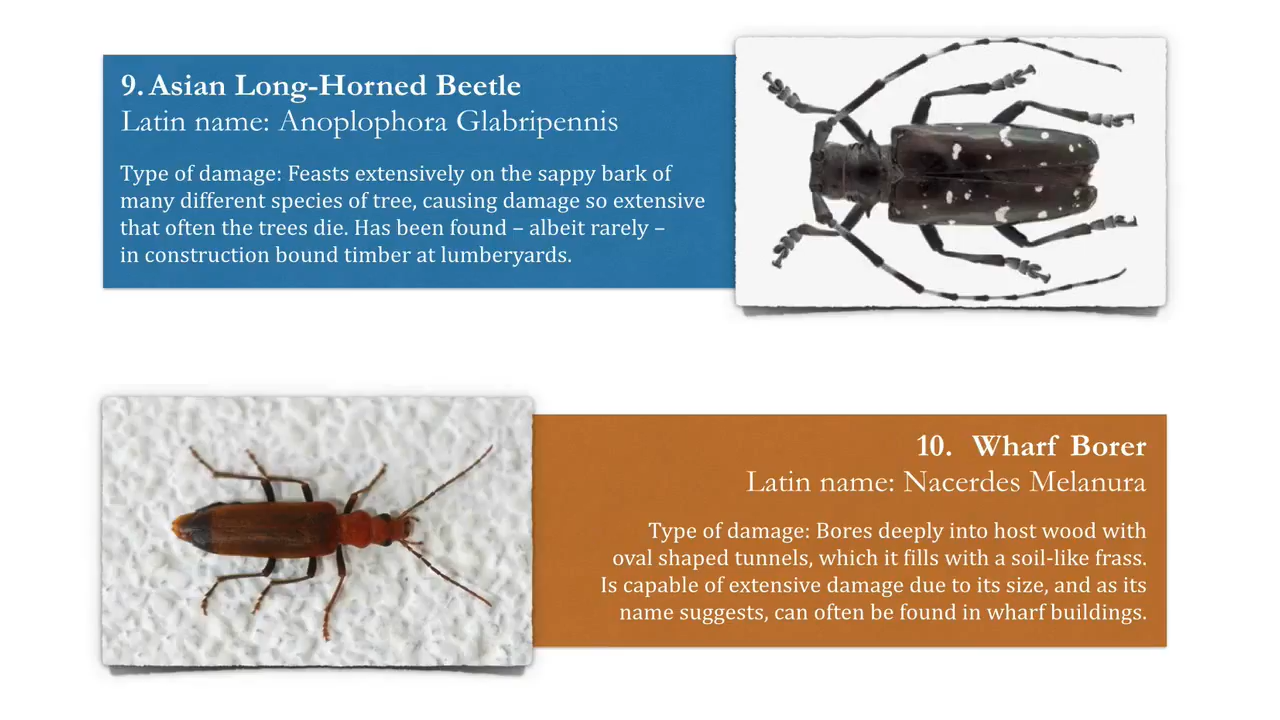 9. Asian Long-Horned Beetle
Latin name: Anoplophora Glabripennis
Type of damage: Feasts extensively on the sappy bark of
many different species of tree, causing damage so extensive
that often the trees die. Has been found – albeit rarely –
in construction bound timber at lumberyards.
10. Wharf Borer
Latin name: Nacerdes Melanura
Type of damage: Bores deeply into host wood with
oval shaped tunnels, which it fills with a soil-like frass.
Is capable of extensive damage due to its size, and as its
name suggests, can often be found in wharf buildings.